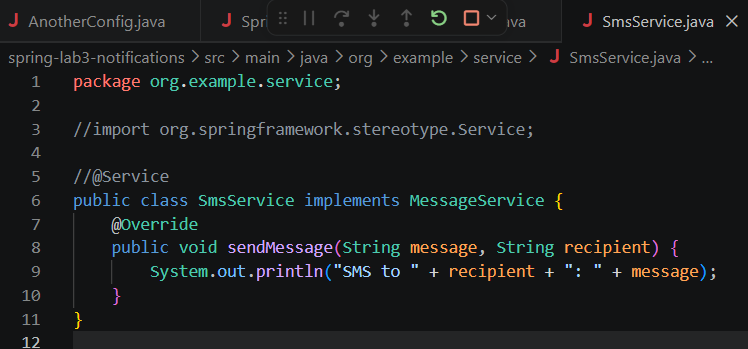 AnotherConfig.java
Spr
va
SmsService.java
spring-lab3-notifications > src > main > java > org > example > service > SmsService.java > ...
1 package org.example.service;
2
3 //import org.springframework.stereotype.Service;
4
5 //@Service
6 public class SmsService implements MessageService {
7     @Override
8     public void sendMessage(String message, String recipient) {
9         System.out.println("SMS to " + recipient + ": " + message);
10     }
11 }
12